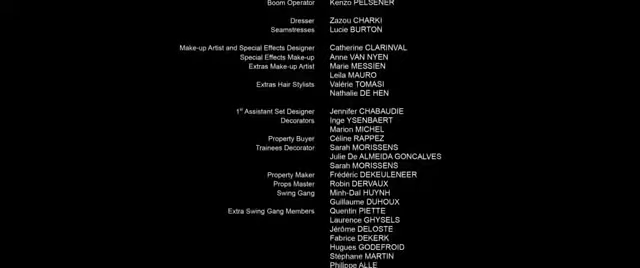 Boom Operator Kenzo PELSENER
Dresser Zazou CHARKI
Seamstresses Lucie BURTON
Make-up Artist and Special Effects Designer Catherine CLARINVAL
Special Effects Make-up Anne VAN NYEN
Extras Make-up Artist Marie MESSIEN
Leila MAURO
Extras Hair Stylists Valérie TOMASI
Nathalie DE HEN
1st Assistant Set Designer Jennifer CHABAUDIE
Decorators Inge YSENBAERT
Marion MICHEL
Property Buyer Céline RAPPEZ
Trainees Decorator Sarah MORISSENS
Julie De ALMEIDA GONCALVES
Sarah MORISSENS
Property Maker Frédéric DEKEULENEER
Props Master Robin DERVAUX
Swing Gang Minh-Daï HUYNH
Guillaume DUHOUX
Extra Swing Gang Members Quentin PIETTE
Laurence GHYSELS
Jérôme DELOSTE
Fabrice DEKERK
Hugues GODEFROID
Stéphane MARTIN
Philippe ALLE